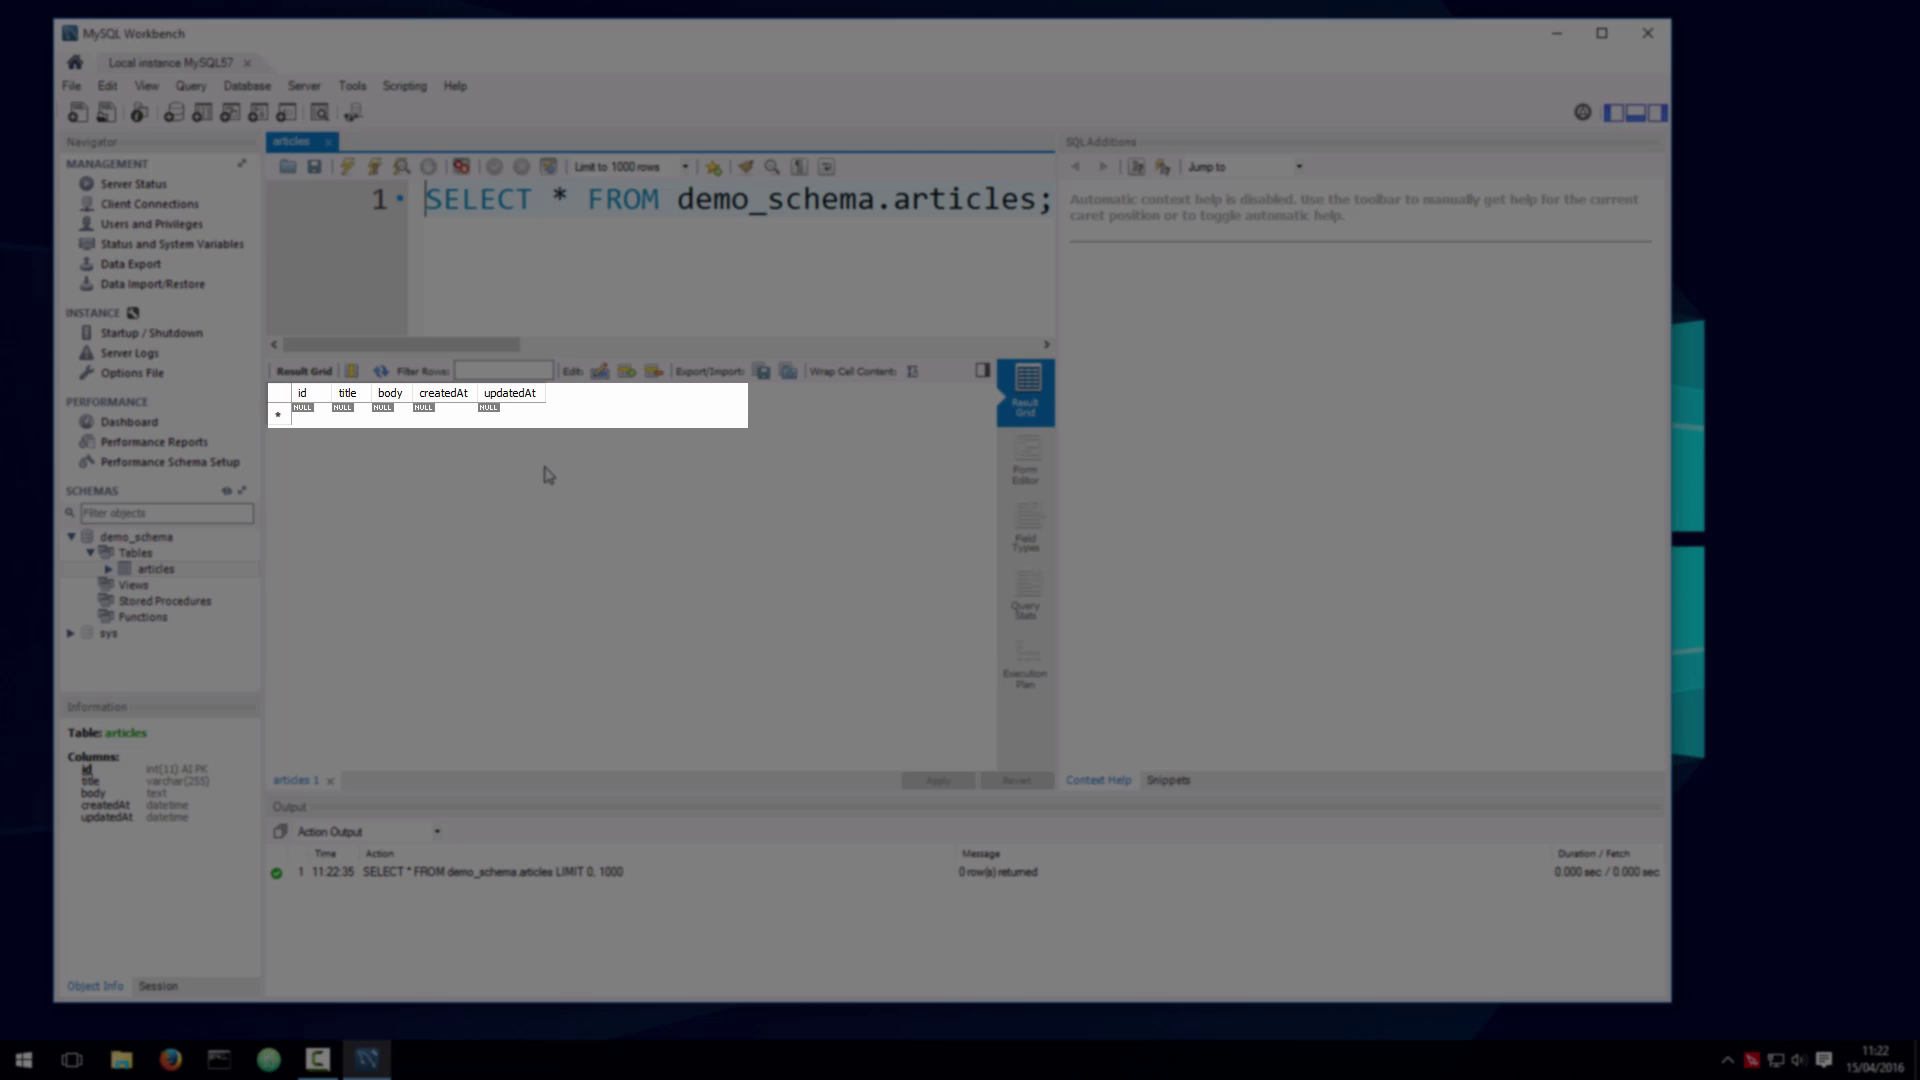 MySQL Workbench
Local instance MySQL57
File Edit View Query Database Server Tools Scripting Help
Navigator
MANAGEMENT
Server Status
Client Connections
Users and Privileges
Status and System Variables
Data Export
Data Import/Restore
INSTANCE
Startup / Shutdown
Server Logs
Options File
PERFORMANCE
Dashboard
Performance Reports
Performance Schema Setup
SCHEMAS
Filter objects
demo_schema
Tables
articles
Views
Stored Procedures
Functions
sys
Information
Table: articles
Columns:
id int(11) AI PK
title varchar(255)
body text
createdAt datetime
updatedAt datetime
Object Info Session
articles
Limit to 1000 rows
1 SELECT * FROM demo_schema.articles;
Result Grid Filter Rows: Edit: Export/Import: Wrap Cell Content:
id title body createdAt updatedAt
* NULL NULL NULL NULL NULL
Result
Grid
Form
Editor
Field
Types
Query
Stats
Execution
Plan
articles 1
Apply Revert
SQLAdditions
Jump to
Automatic context help is disabled. Use the toolbar to manually get help for the current
caret position or to toggle automatic help.
Context Help Snippets
Output
Action Output
Time Action Message Duration / Fetch
1 11:22:35 SELECT * FROM demo_schema.articles LIMIT 0, 1000 0 row(s) returned 0.000 sec / 0.000 sec
11:22
15/04/2016